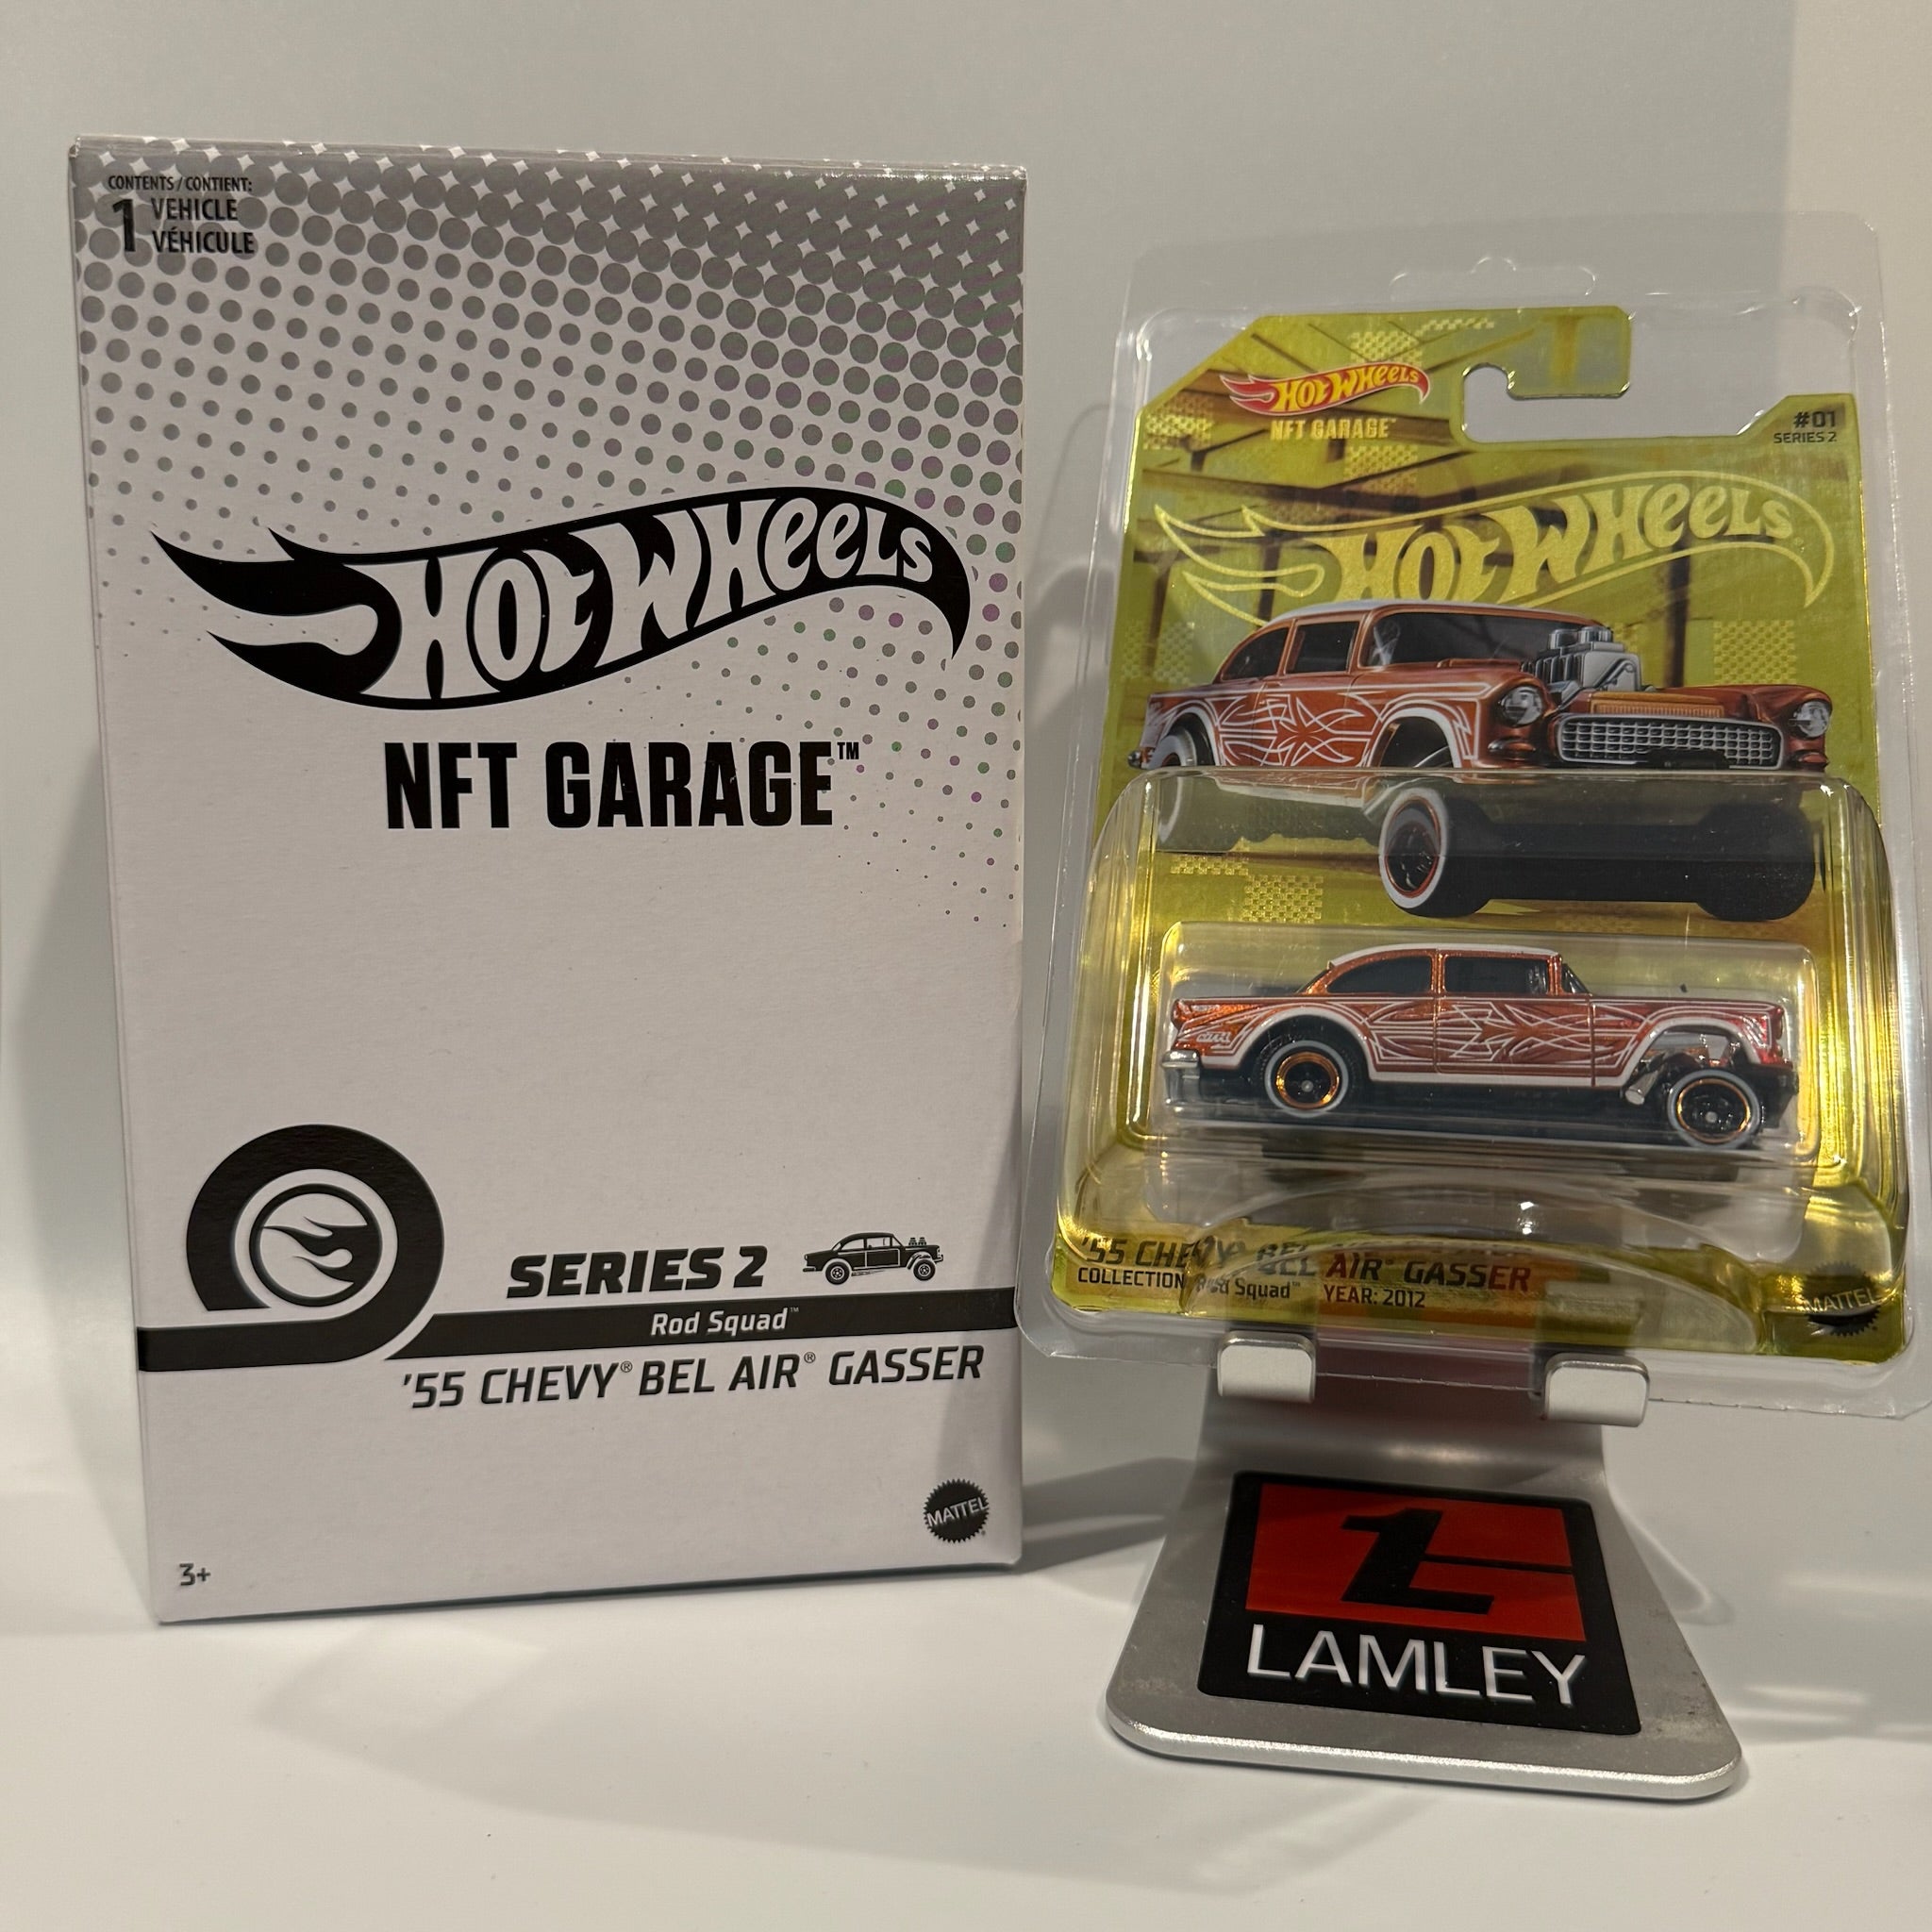 CONTENTS / CONTIENT:
1 VEHICLE
VÉHICULE
HOT WHEELS
NFT GARAGE™
SERIES 2
Rod Squad™
'55 CHEVY® BEL AIR® GASSER
MATTEL
3+
HOT WHEELS
NFT GARAGE™
#01
SERIES 2
HOT WHEELS
'55 CHEVY® BEL AIR® GASSER
COLLECTION: Rod Squad™ YEAR: 2012
MATTEL
LAMLEY